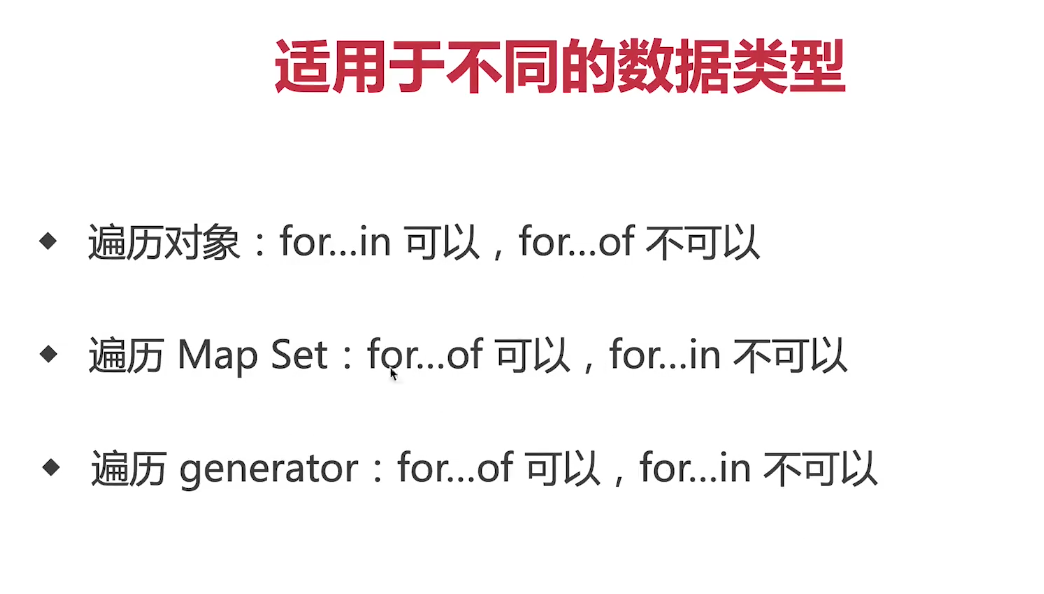 适用于不同的数据类型
◆ 遍历对象：for...in 可以，for...of 不可以
◆ 遍历 Map Set：for...of 可以，for...in 不可以
◆ 遍历 generator：for...of 可以，for...in 不可以